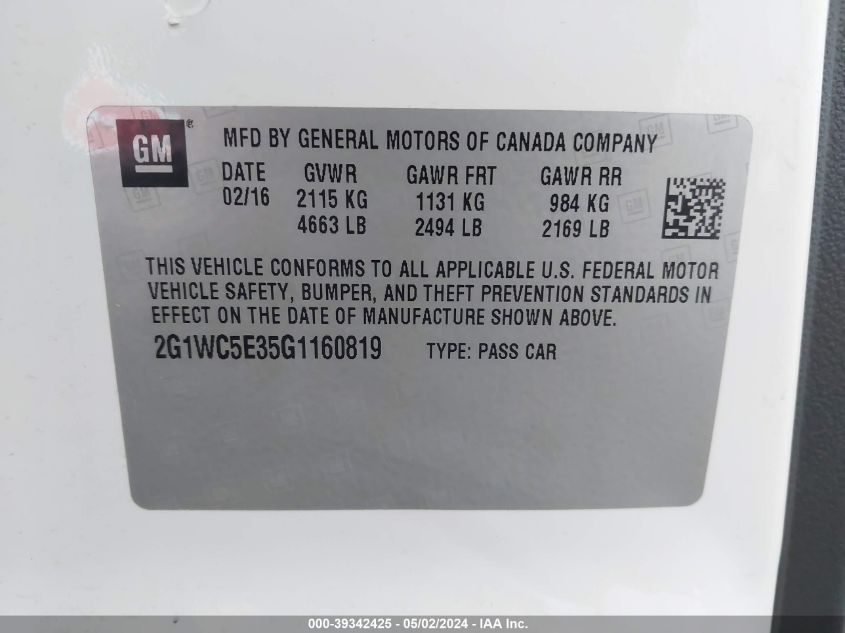 GM ®
MFD BY GENERAL MOTORS OF CANADA COMPANY
DATE GVWR GAWR FRT GAWR RR
02/16 2115 KG 1131 KG 984 KG
4663 LB 2494 LB 2169 LB
THIS VEHICLE CONFORMS TO ALL APPLICABLE U.S. FEDERAL MOTOR
VEHICLE SAFETY, BUMPER, AND THEFT PREVENTION STANDARDS IN
EFFECT ON THE DATE OF MANUFACTURE SHOWN ABOVE.
2G1WC5E35G1160819 TYPE: PASS CAR
000-39342425 - 05/02/2024 - IAA Inc.